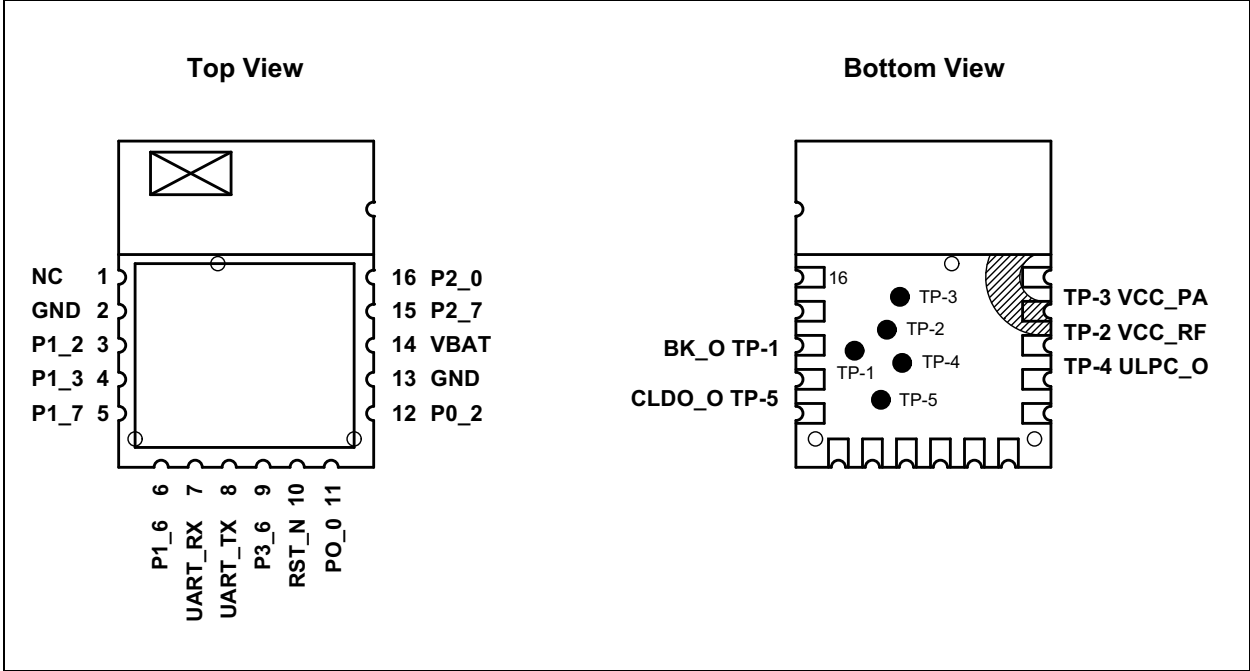 Top View
NC 1
GND 2
P1_2 3
P1_3 4
P1_7 5
16 P2_0
15 P2_7
14 VBAT
13 GND
12 P0_2
P1_6 6
UART_RX 7
UART_TX 8
P3_6 9
RST_N 10
PO_0 11
Bottom View
16
TP-3
TP-2
TP-1
TP-4
TP-5
BK_O TP-1
CLDO_O TP-5
TP-3 VCC_PA
TP-2 VCC_RF
TP-4 ULPC_O